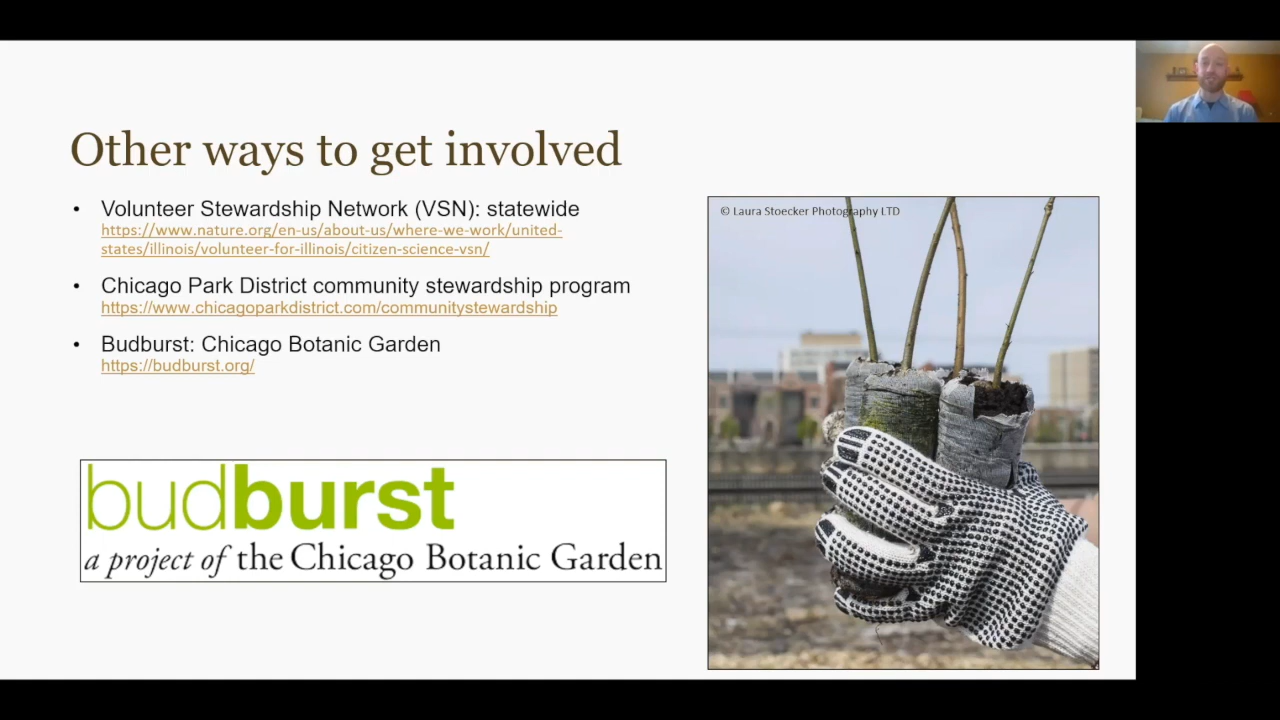 Other ways to get involved
• Volunteer Stewardship Network (VSN): statewide
https://www.nature.org/en-us/about-us/where-we-work/united-
states/illinois/volunteer-for-illinois/citizen-science-vsn/
• Chicago Park District community stewardship program
https://www.chicagoparkdistrict.com/communitystewardship
• Budburst: Chicago Botanic Garden
https://budburst.org/
budburst
a project of the Chicago Botanic Garden
© Laura Stoecker Photography LTD